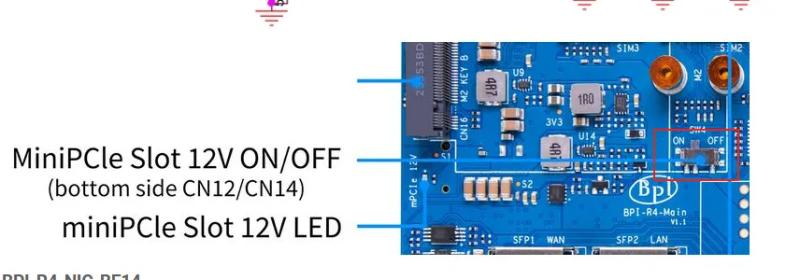 SIM3
SIM2
2S353BD
M2 KEY B
U9
4R7
1R0
M2
3V3
CN16
U14
SW4
ON OFF
4R7
MiniPCle Slot 12V ON/OFF
(bottom side CN12/CN14)
mPCIe 12V
S2
Bpi
BPI-R4-Main
V1.1
miniPCle Slot 12V LED
SFP1 WAN
SFP2 LAN
BPI-R4-NIC-BE14